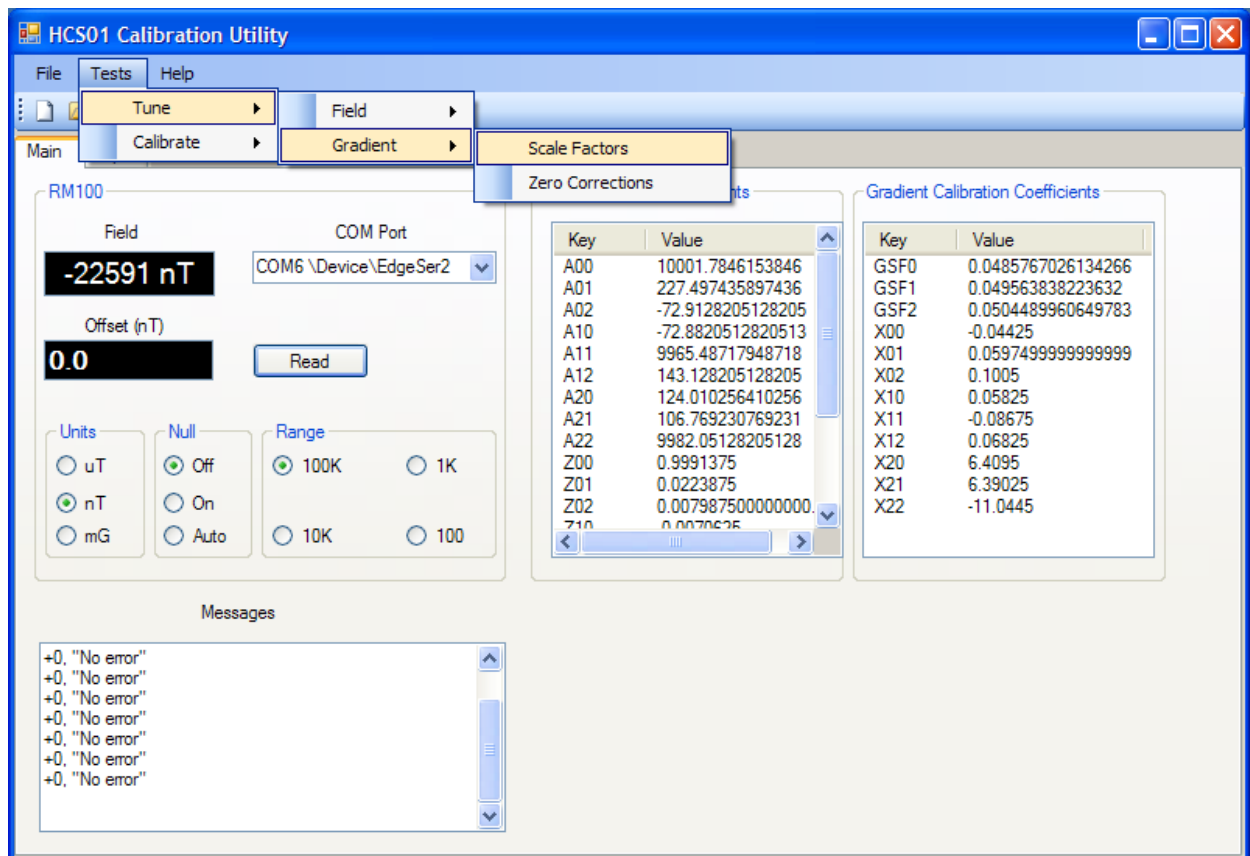 HCS01 Calibration Utility
File Tests Help
Tune Field
Calibrate Gradient Scale Factors
Main
Zero Corrections
RM100
Gradient Calibration Coefficients
Field COM Port
-22591 nT COM6 \Device\EdgeSer2
Offset (nT)
0.0 Read
Units Null Range
uT Off 100K 1K
nT On
mG Auto 10K 100
Key Value
A00 10001.7846153846
A01 227.497435897436
A02 -72.9128205128205
A10 -72.8820512820513
A11 9965.48717948718
A12 143.128205128205
A20 124.010256410256
A21 106.769230769231
A22 9982.05128205128
Z00 0.9991375
Z01 0.0223875
Z02 0.007987500000000.
Z10 -0.0070625
Key Value
GSF0 0.0485767026134266
GSF1 0.049563838223632
GSF2 0.0504489960649783
X00 -0.04425
X01 0.0597499999999999
X02 0.1005
X10 0.05825
X11 -0.08675
X12 0.06825
X20 6.4095
X21 6.39025
X22 -11.0445
Messages
+0, "No error"
+0, "No error"
+0, "No error"
+0, "No error"
+0, "No error"
+0, "No error"
+0, "No error"